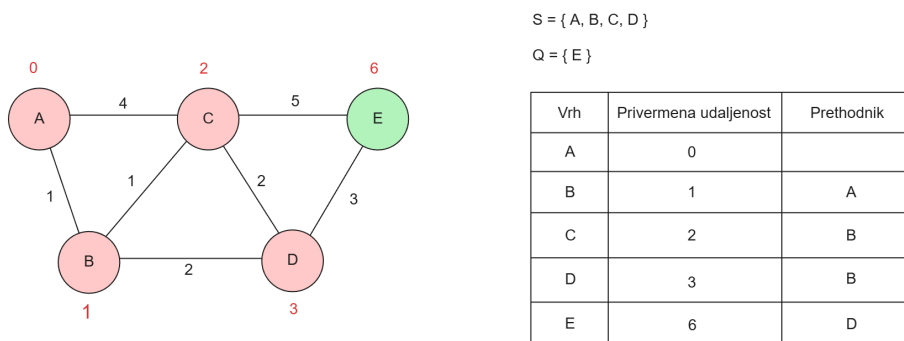 S = { A, B, C, D }
Q = { E }
0
2
6
A
4
C
5
E
1
1
2
3
B
2
D
1
3
Vrh Privermena udaljenost Prethodnik
A 0
B 1 A
C 2 B
D 3 B
E 6 D